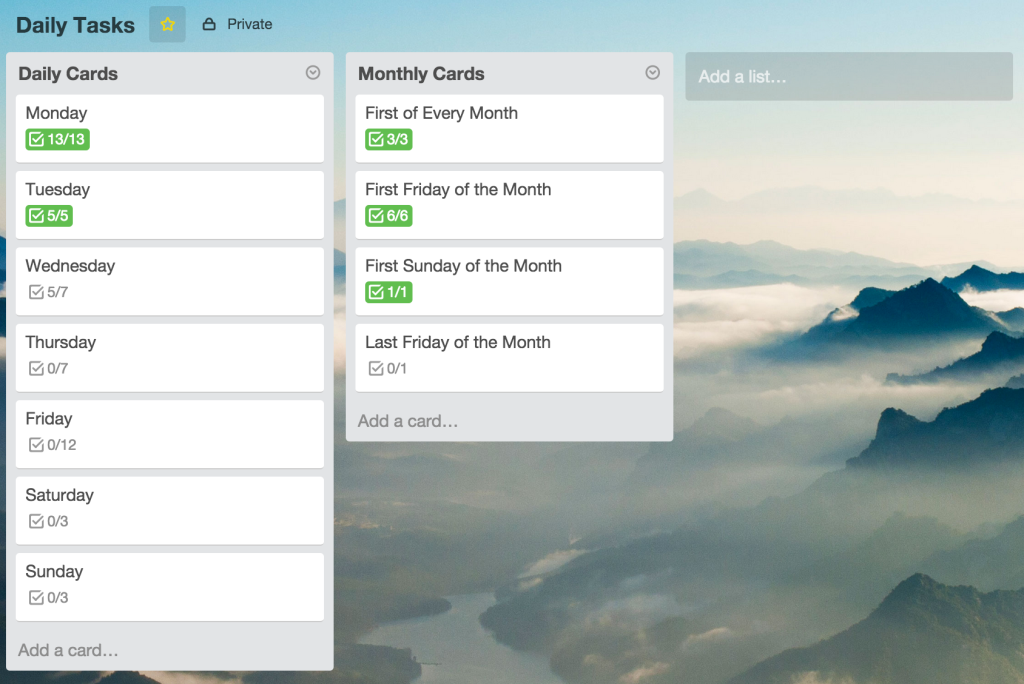 Daily Tasks
Private
Daily Cards
Monday
13/13
Tuesday
5/5
Wednesday
5/7
Thursday
0/7
Friday
0/12
Saturday
0/3
Sunday
0/3
Add a card…
Monthly Cards
First of Every Month
3/3
First Friday of the Month
6/6
First Sunday of the Month
1/1
Last Friday of the Month
0/1
Add a card…
Add a list…